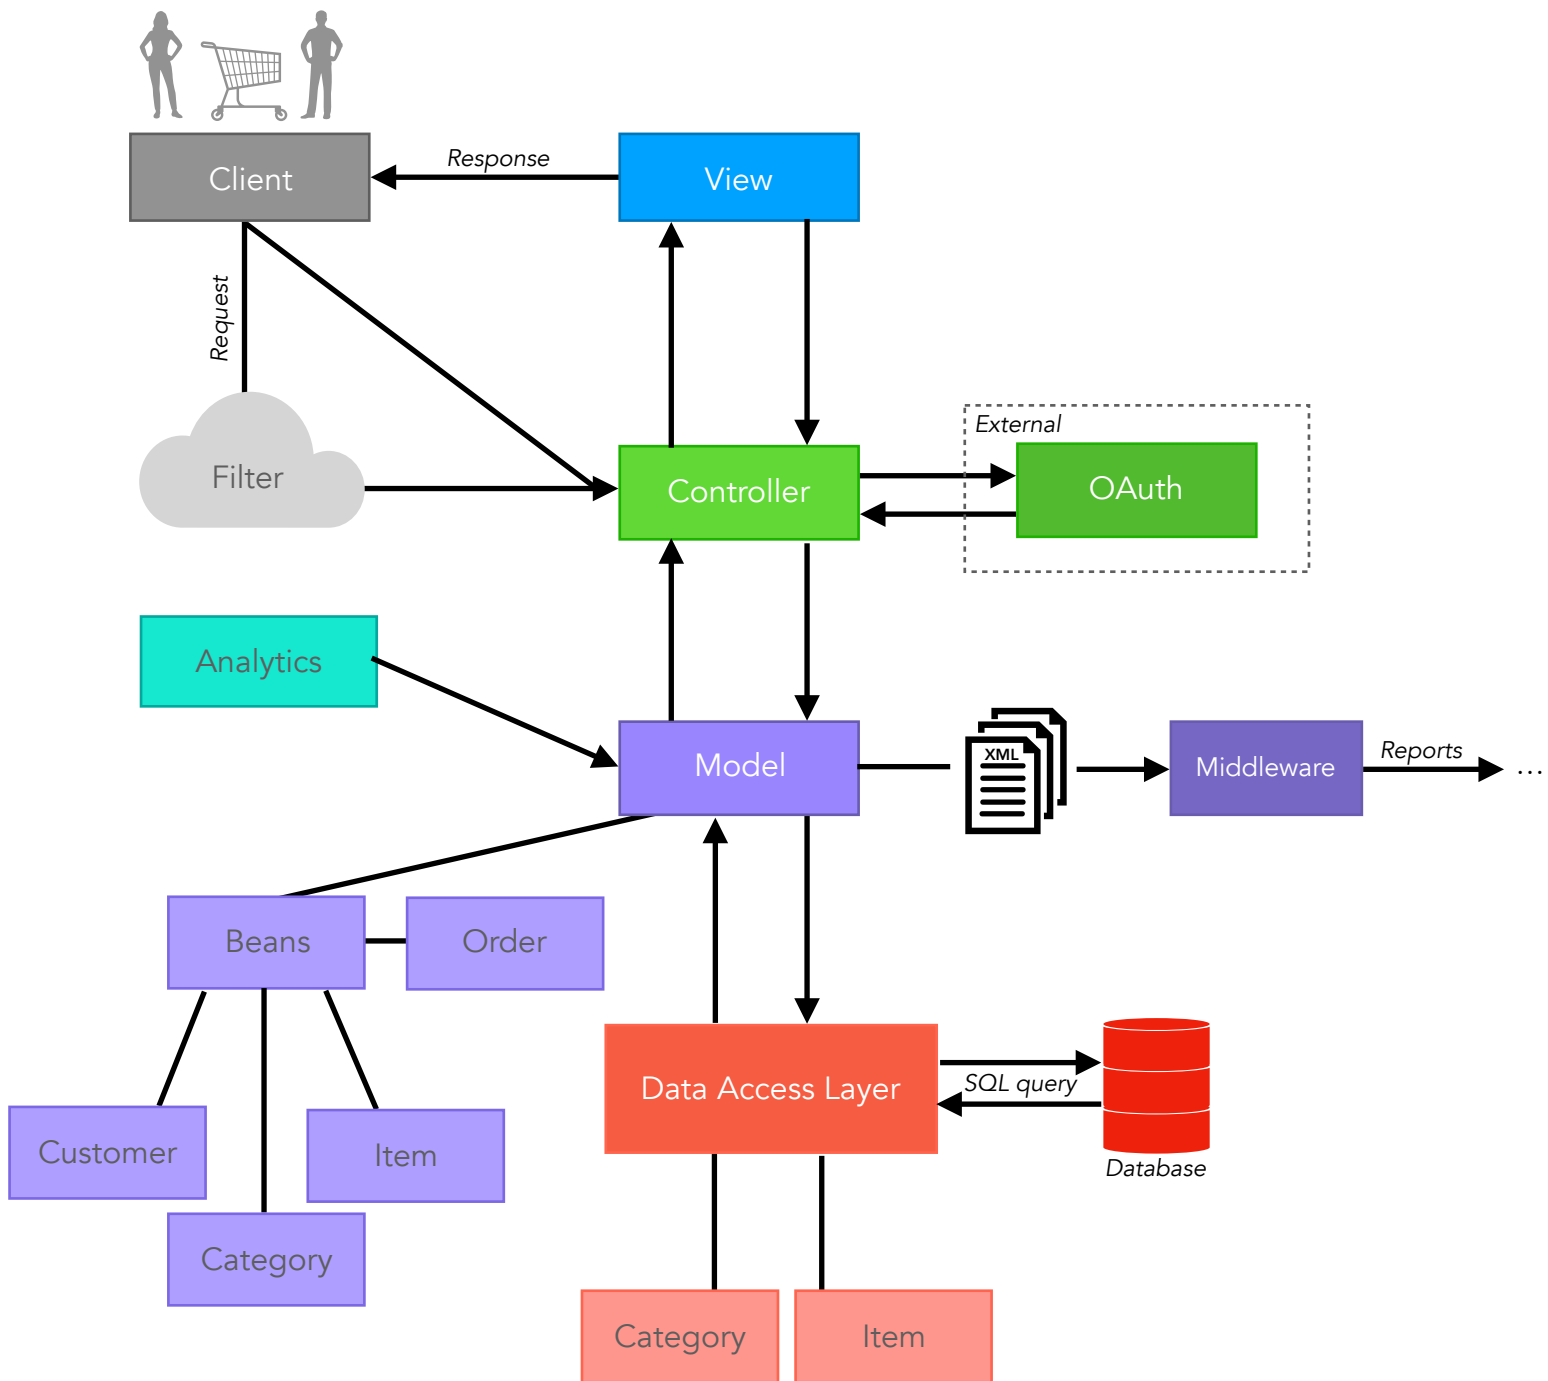 Client
Response
View
Request
Filter
Controller
External
OAuth
Analytics
Model
XML
Middleware
Reports
...
Beans
Order
Customer
Item
Category
Data Access Layer
SQL query
Database
Category
Item